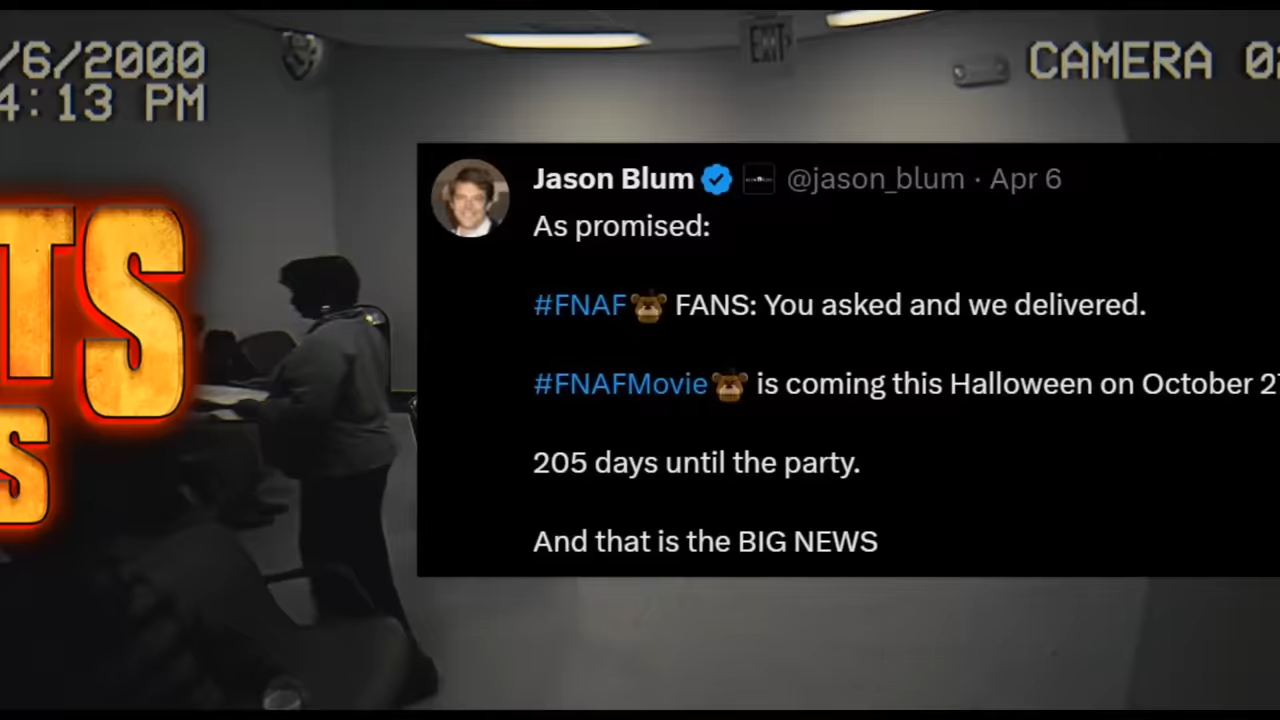 /6/2000
4:13 PM
CAMERA
EXIT
TS
S
Jason Blum @jason_blum · Apr 6
As promised:
#FNAF FANS: You asked and we delivered.
#FNAFMovie is coming this Halloween on October
205 days until the party.
And that is the BIG NEWS